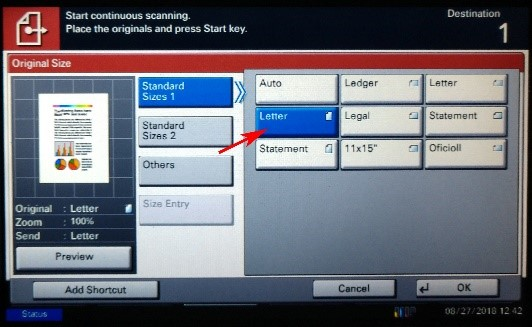 Start continuous scanning.
Place the originals and press Start key.
Destination
1
Original Size
Standard
Sizes 1
Standard
Sizes 2
Others
Size Entry
Auto
Ledger
Letter
Letter
Legal
Statement
Statement
11x15"
OficioII
Original : Letter
Zoom : 100%
Send : Letter
Preview
Add Shortcut
Cancel
OK
Status
08/27/2018 12:42